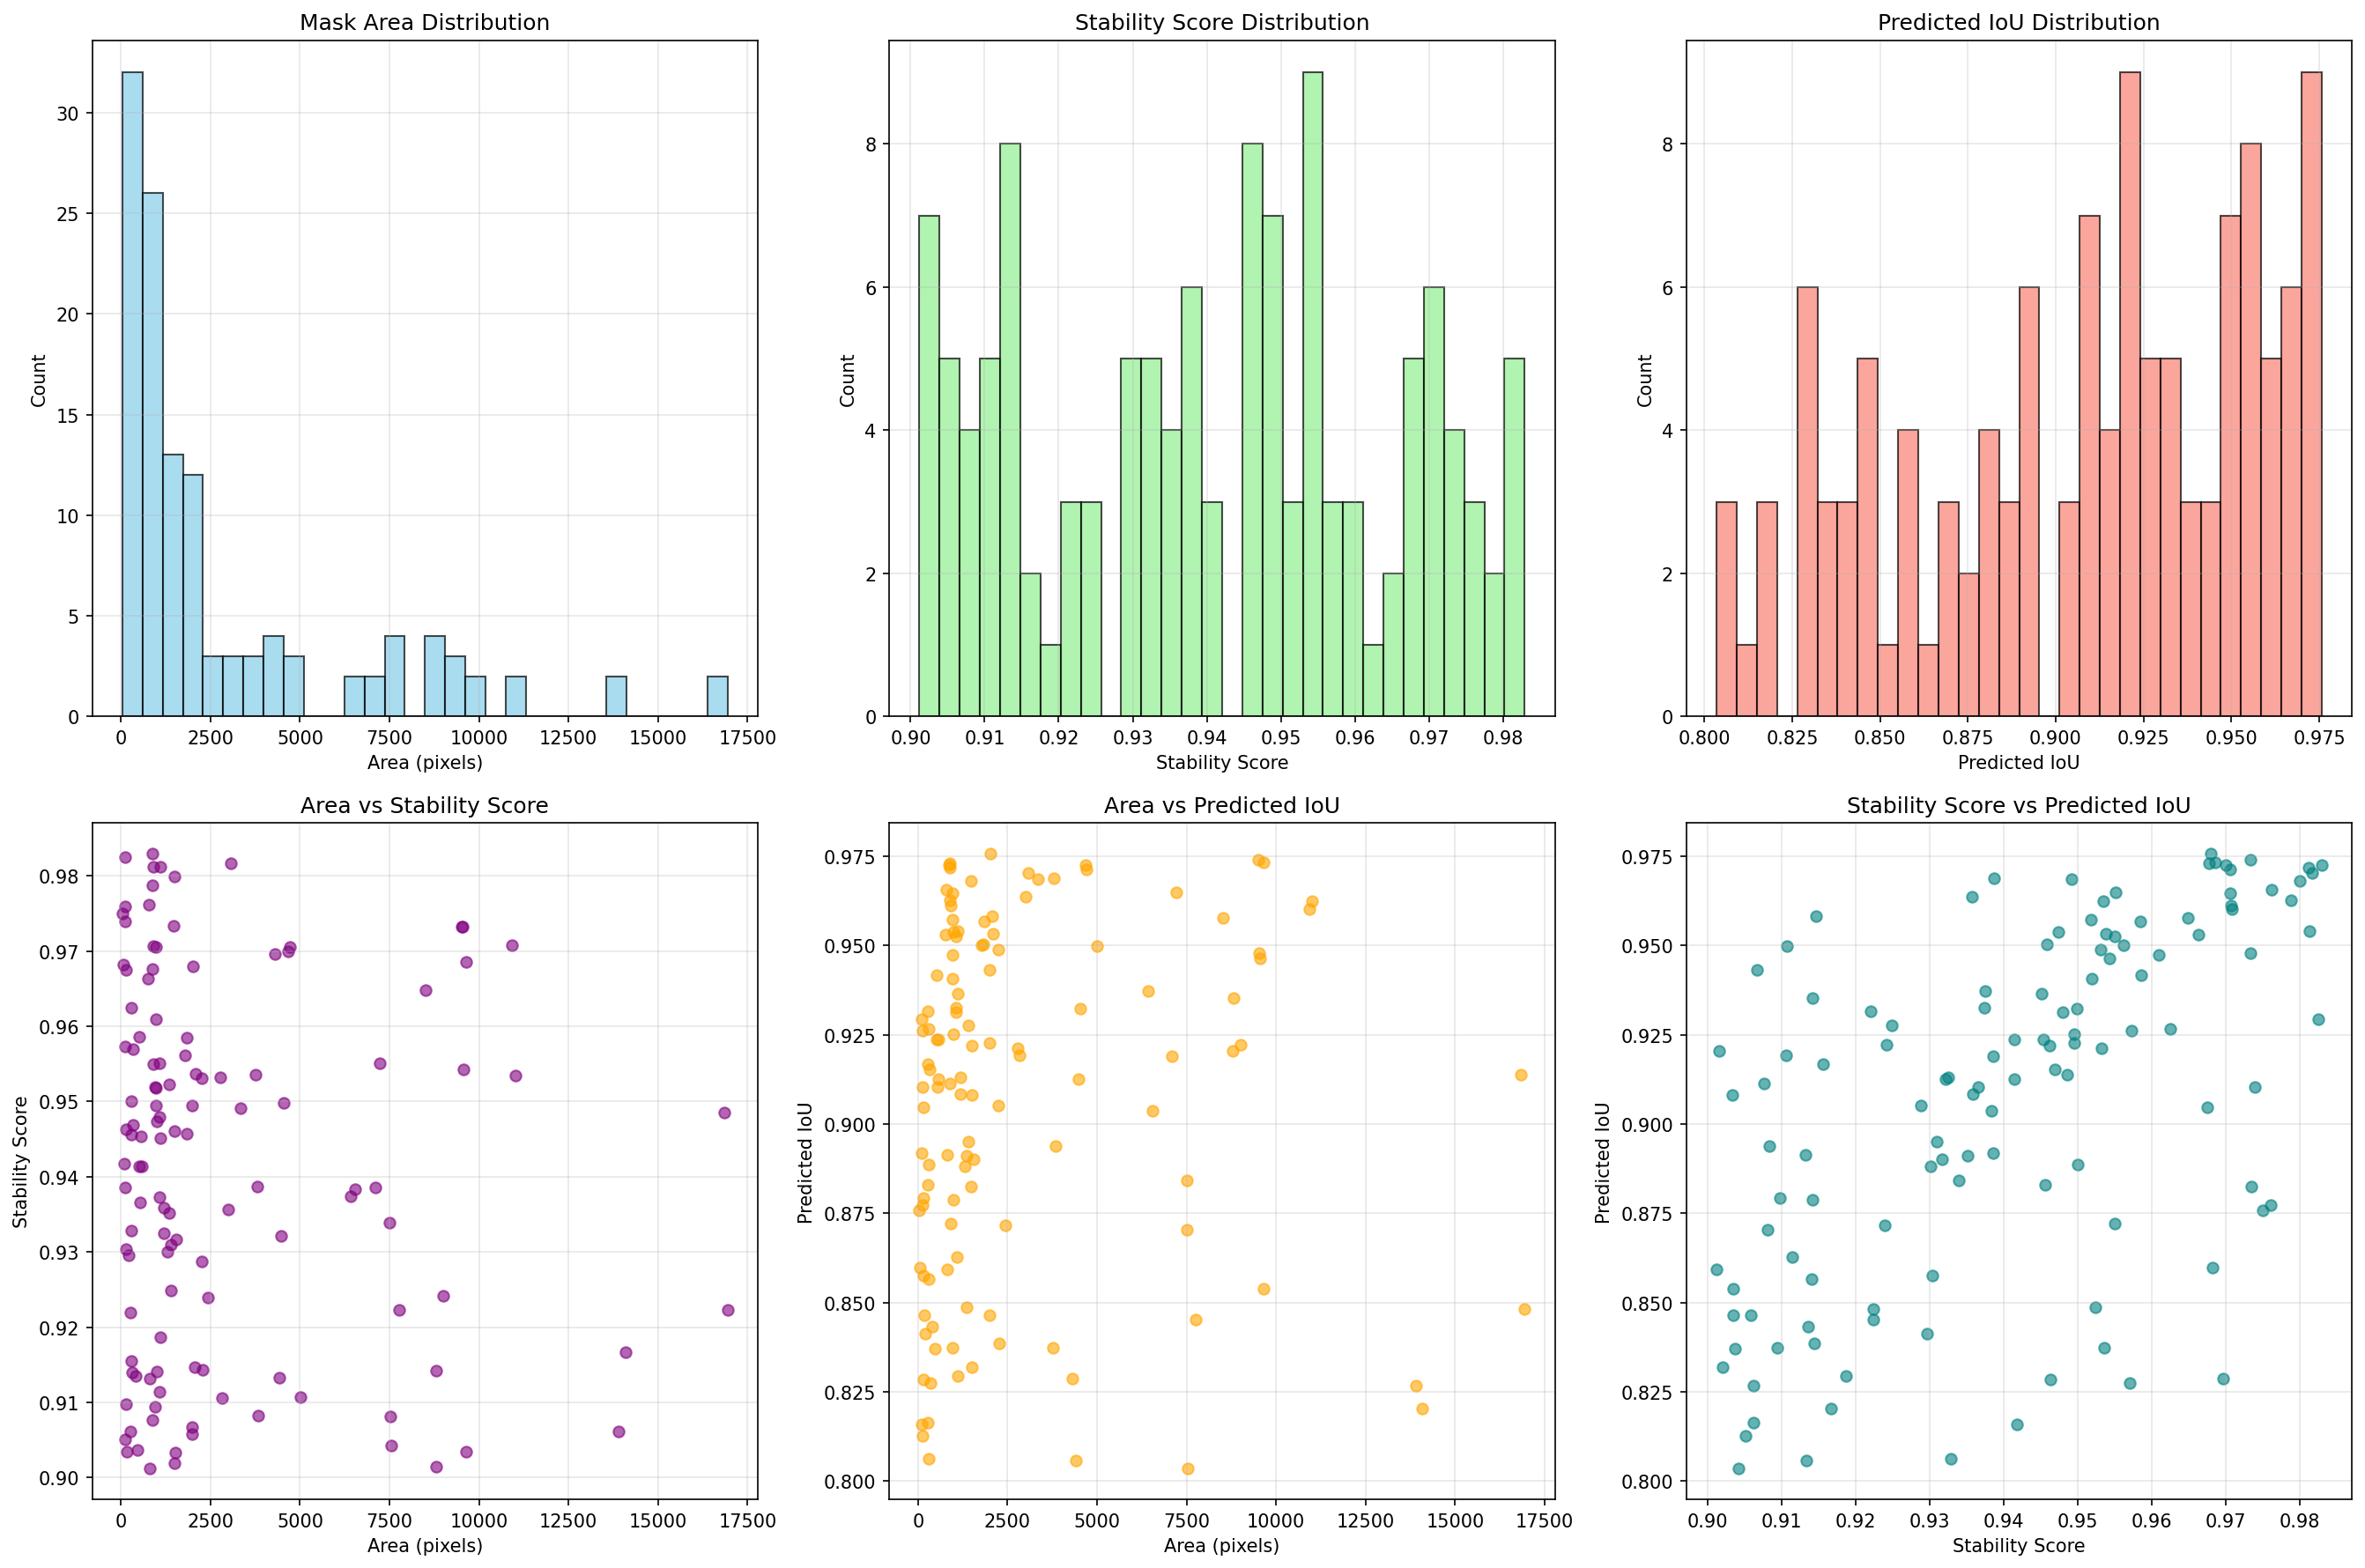 Mask Area Distribution
Count
30
25
20
15
10
5
0
0 2500 5000 7500 10000 12500 15000 17500
Area (pixels)
Stability Score Distribution
Count
8
6
4
2
0
0.90 0.91 0.92 0.93 0.94 0.95 0.96 0.97 0.98
Stability Score
Predicted IoU Distribution
Count
8
6
4
2
0
0.800 0.825 0.850 0.875 0.900 0.925 0.950 0.975
Predicted IoU
Area vs Stability Score
Stability Score
0.98
0.97
0.96
0.95
0.94
0.93
0.92
0.91
0.90
0 2500 5000 7500 10000 12500 15000 17500
Area (pixels)
Area vs Predicted IoU
Predicted IoU
0.975
0.950
0.925
0.900
0.875
0.850
0.825
0.800
0 2500 5000 7500 10000 12500 15000 17500
Area (pixels)
Stability Score vs Predicted IoU
Predicted IoU
0.975
0.950
0.925
0.900
0.875
0.850
0.825
0.800
0.90 0.91 0.92 0.93 0.94 0.95 0.96 0.97 0.98
Stability Score